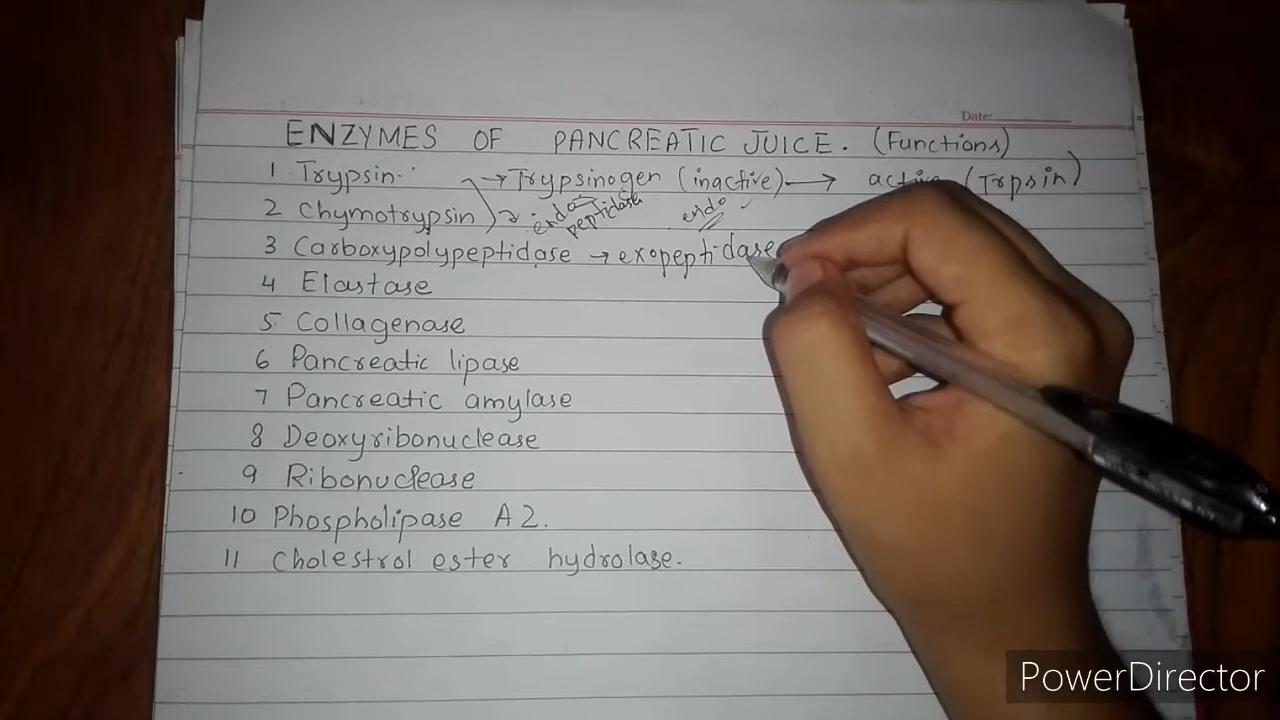 Date:
ENZYMES OF PANCREATIC JUICE. (Functions)
1 Trypsin. → Trypsinogen (inactive) → active (Trpsin)
2 Chymotrypsin → endo peptidase endo
3 Carboxypolypeptidase → exopeptidase
4 Elastase
5 Collagenase
6 Pancreatic lipase
7 Pancreatic amylase
8 Deoxyribonuclease
9 Ribonuclease
10 Phospholipase A2.
11 Cholestrol ester hydrolase.
PowerDirector